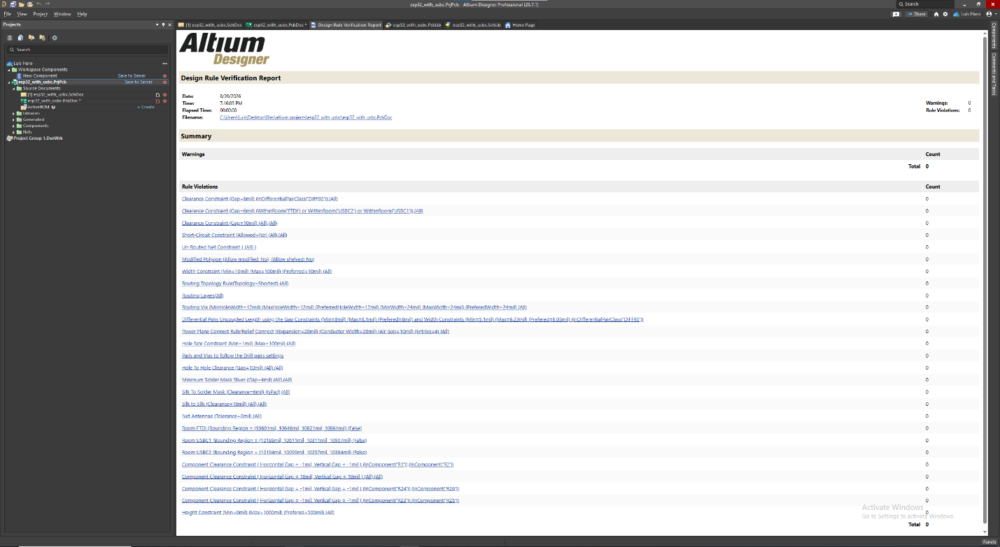 esp32_with_usbc.PrjPcb - Altium Designer Professional (26.7.1)
Search
File View Project Window Help
Share
Luis Haro
Projects
[1] esp32_with_usbc.SchDoc
esp32_with_usbc.PcbDoc *
Design Rule Verification Report
esp32_with_usbc.PcbLib
esp32_with_usbc.SchLib
Home Page
Search
Luis Haro
Workspace Components
New Component Save to Server
esp32_with_usbc.PrjPcb Save to Server
Source Documents
[1] esp32_with_usbc.SchDoc
esp32_with_usbc.PcbDoc *
ActiveBOM + Create
Libraries
Generated
Components
Nets
Project Group 1.DsnWrk
Components
Comments and Tasks
Altium
Designer
Design Rule Verification Report
Date: 8/20/2026
Time: 7:16:03 PM
Elapsed Time: 00:00:00
Filename: C:\Users\Luis\Desktop\files\altium projects\esp32_with_usbc\esp32_with_usbc.PcbDoc
Warnings: 0
Rule Violations: 0
Summary
Warnings Count
Total 0
Rule Violations Count
Clearance Constraint (Gap=8mil) (InDifferentialPairClass('DIFF90')),(All) 0
Clearance Constraint (Gap=6mil) (WithinRoom('FTDI') or WithinRoom('USBC2') or WithinRoom('USBC1')),(All) 0
Clearance Constraint (Gap=10mil) (All),(All) 0
Short-Circuit Constraint (Allowed=No) (All),(All) 0
Un-Routed Net Constraint ( (All) ) 0
Modified Polygon (Allow modified: No), (Allow shelved: No) 0
Width Constraint (Min=10mil) (Max=100mil) (Preferred=10mil) (All) 0
Routing Topology Rule(Topology=Shortest) (All) 0
Routing Layers(All) 0
Routing Via (MinHoleWidth=12mil) (MaxHoleWidth=12mil) (PreferredHoleWidth=12mil) (MinWidth=24mil) (MaxWidth=24mil) (PreferedWidth=24mil) (All) 0
Differential Pairs Uncoupled Length using the Gap Constraints (Min=8mil) (Max=8.1mil) (Prefered=8mil) and Width Constraints (Min=5.1mil) (Max=6.23mil) (Prefered=6.03mil) (InDifferentialPairClass('DIFF90')) 0
Power Plane Connect Rule(Relief Connect )(Expansion=20mil) (Conductor Width=20mil) (Air Gap=10mil) (Entries=4) (All) 0
Hole Size Constraint (Min=1mil) (Max=100mil) (All) 0
Pads and Vias to follow the Drill pairs settings 0
Hole To Hole Clearance (Gap=10mil) (All),(All) 0
Minimum Solder Mask Sliver (Gap=4mil) (All),(All) 0
Silk To Solder Mask (Clearance=6mil) (IsPad),(All) 0
Silk to Silk (Clearance=10mil) (All),(All) 0
Net Antennae (Tolerance=0mil) (All) 0
Room FTDI (Bounding Region = (10601mil, 10646mil, 10821mil, 10864mil) (False) 0
Room USBC1 (Bounding Region = (10188mil, 10611mil, 10311mil, 10907mil) (False) 0
Room USBC2 (Bounding Region = (10194mil, 10099mil, 10297mil, 10384mil) (False) 0
Component Clearance Constraint ( Horizontal Gap = -1mil, Vertical Gap = -1mil ) (InComponent('R1')),(InComponent('R2')) 0
Component Clearance Constraint ( Horizontal Gap = 10mil, Vertical Gap = 10mil ) (All),(All) 0
Component Clearance Constraint ( Horizontal Gap = -1mil, Vertical Gap = -1mil ) (InComponent('R24')),(InComponent('R26')) 0
Component Clearance Constraint ( Horizontal Gap = -1mil, Vertical Gap = -1mil ) (InComponent('R23')),(InComponent('R25')) 0
Height Constraint (Min=0mil) (Max=1000mil) (Prefered=500mil) (All) 0
Total 0
Activate Windows
Go to Settings to activate Windows.
Panels